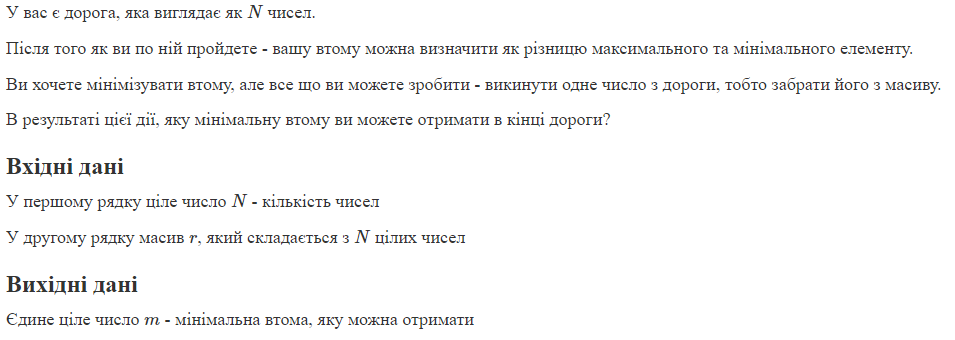 У вас є дорога, яка виглядає як N чисел.
Після того як ви по ній пройдете - вашу втому можна визначити як різницю максимального та мінімального елементу.
Ви хочете мінімізувати втому, але все що ви можете зробити - викинути одне число з дороги, тобто забрати його з масиву.
В результаті цієї дії, яку мінімальну втому ви можете отримати в кінці дороги?
Вхідні дані
У першому рядку ціле число N - кількість чисел
У другому рядку масив r, який складається з N цілих чисел
Вихідні дані
Єдине ціле число m - мінімальна втома, яку можна отримати